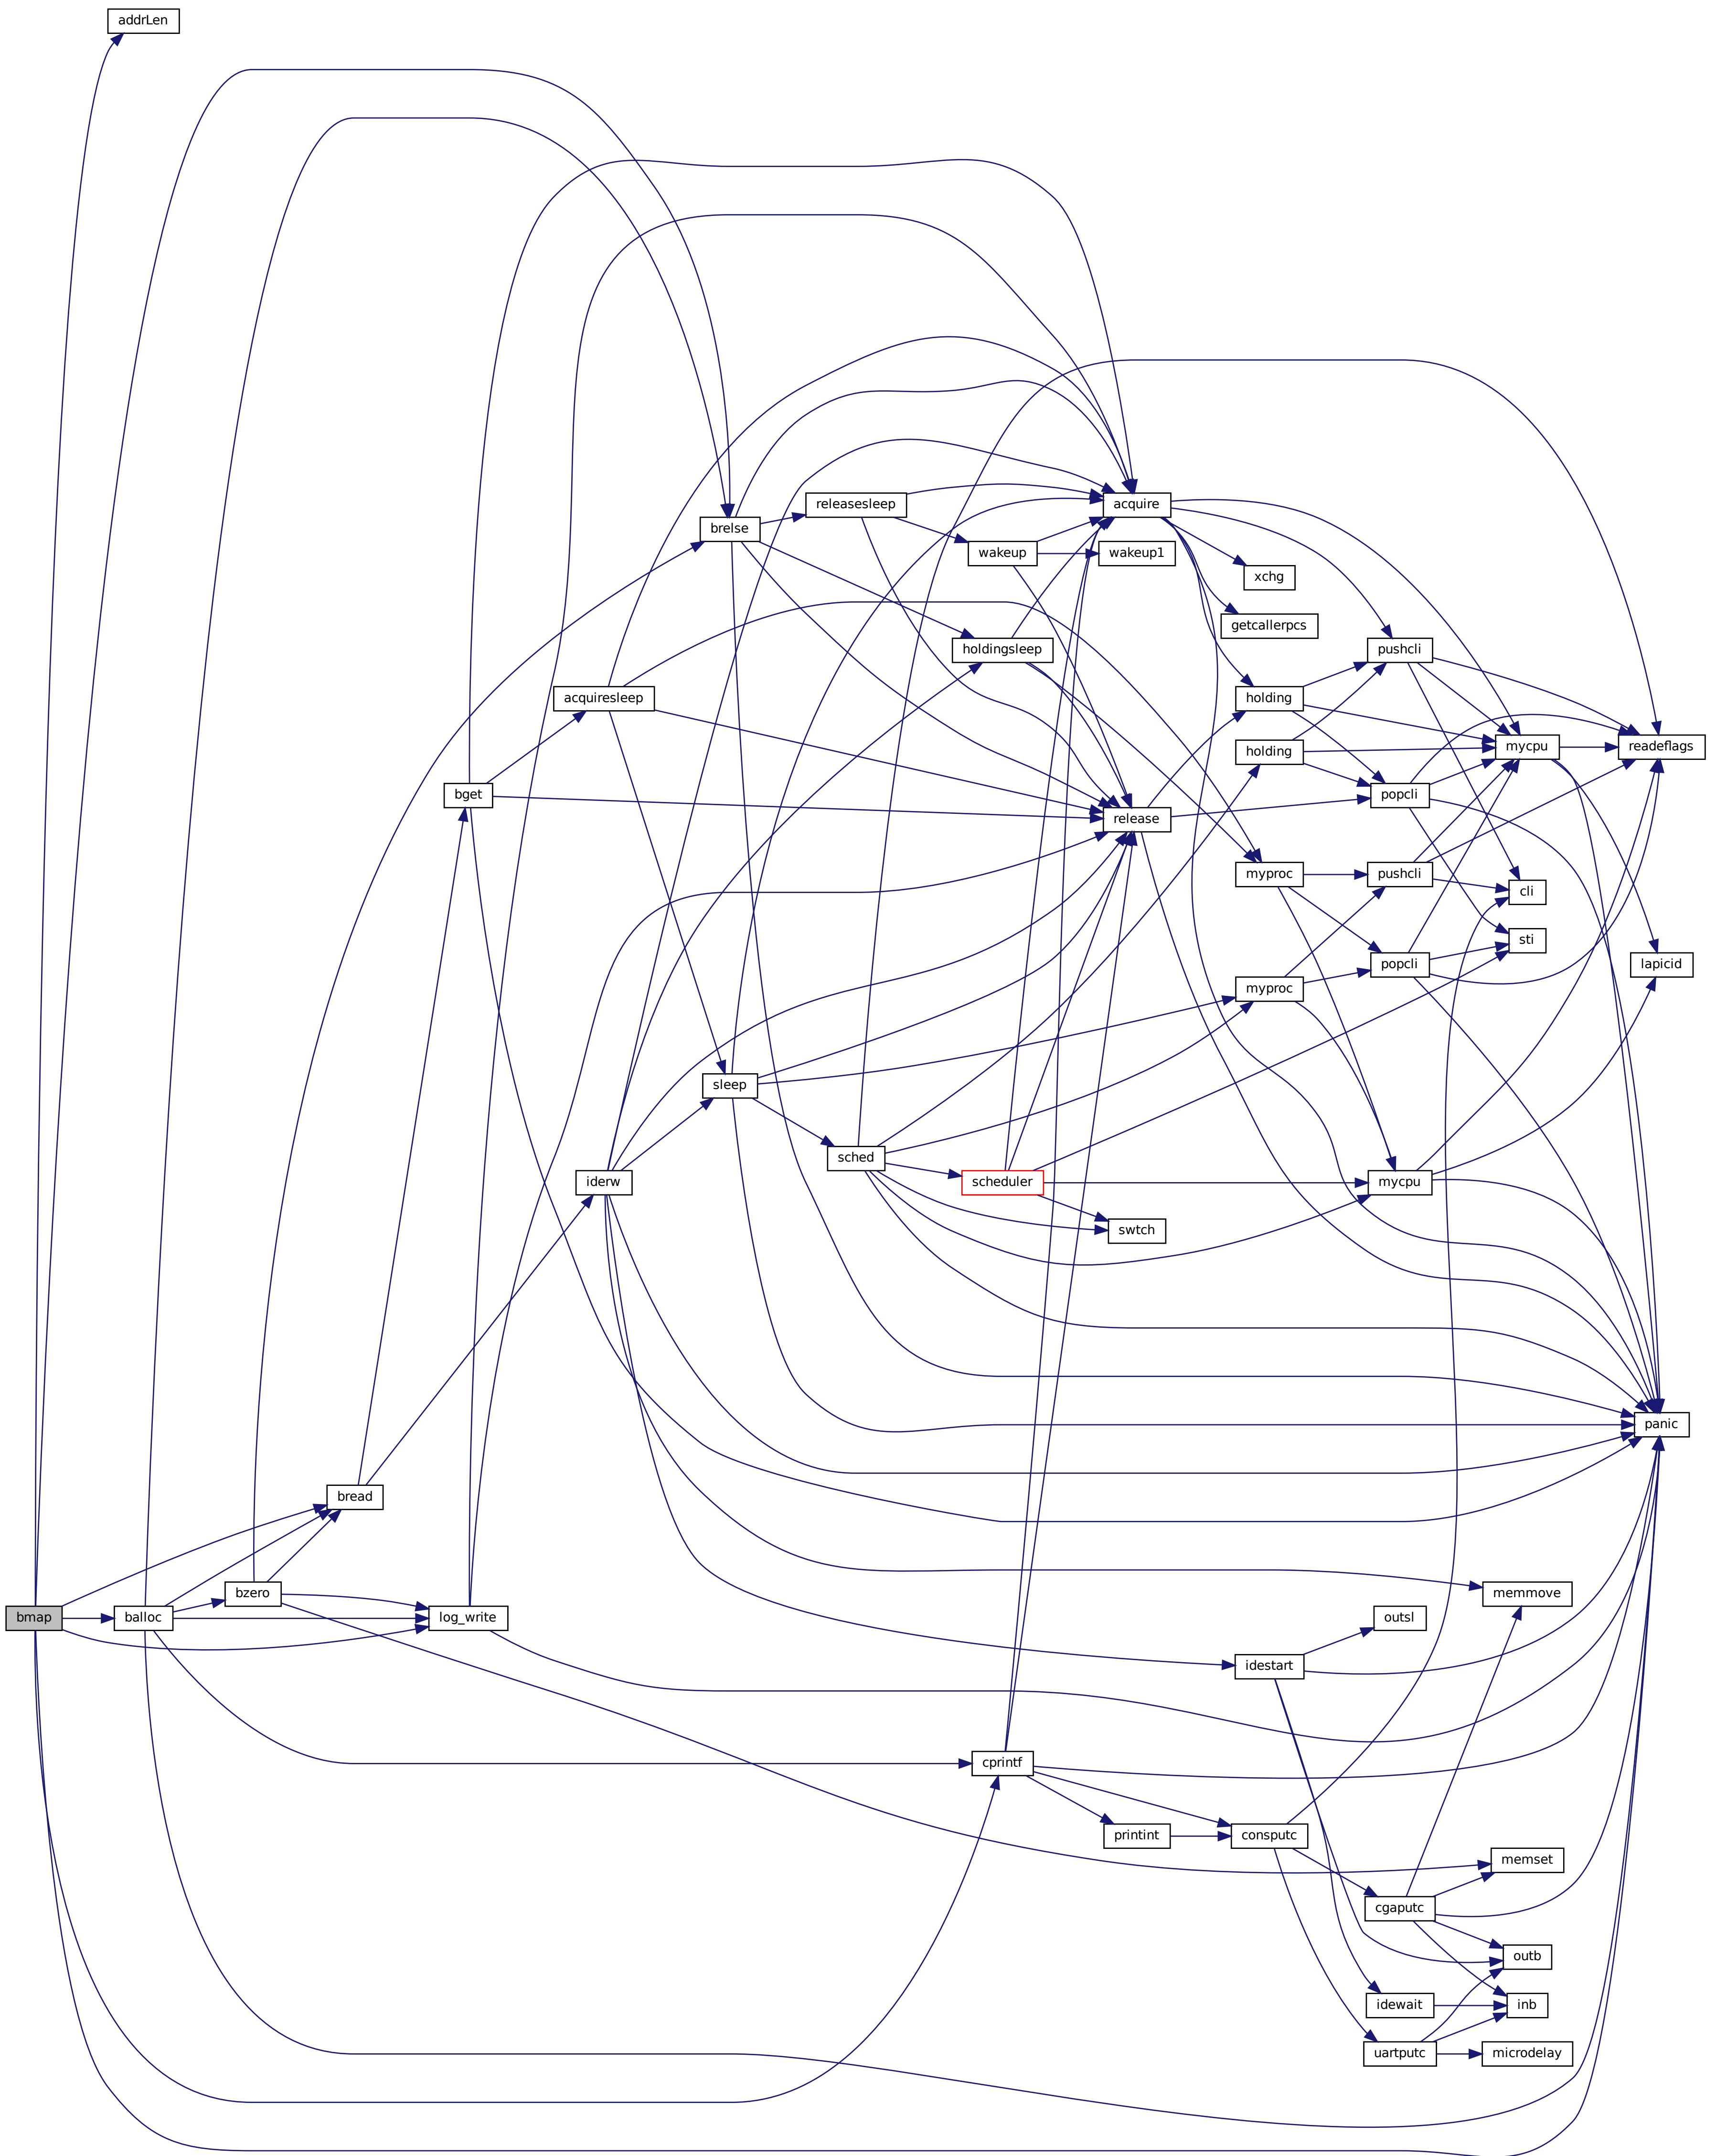 addrLen
brelse
releasesleep
acquire
wakeup
wakeup1
xchg
getcallerpcs
holdingsleep
pushcli
acquiresleep
holding
holding
mycpu
readeflags
bget
popcli
release
myproc
pushcli
cli
sti
popcli
lapicid
myproc
sleep
sched
iderw
scheduler
mycpu
swtch
panic
bread
bzero
memmove
bmap
balloc
log_write
outsl
idestart
cprintf
printint
consputc
memset
cgaputc
outb
idewait
inb
uartputc
microdelay